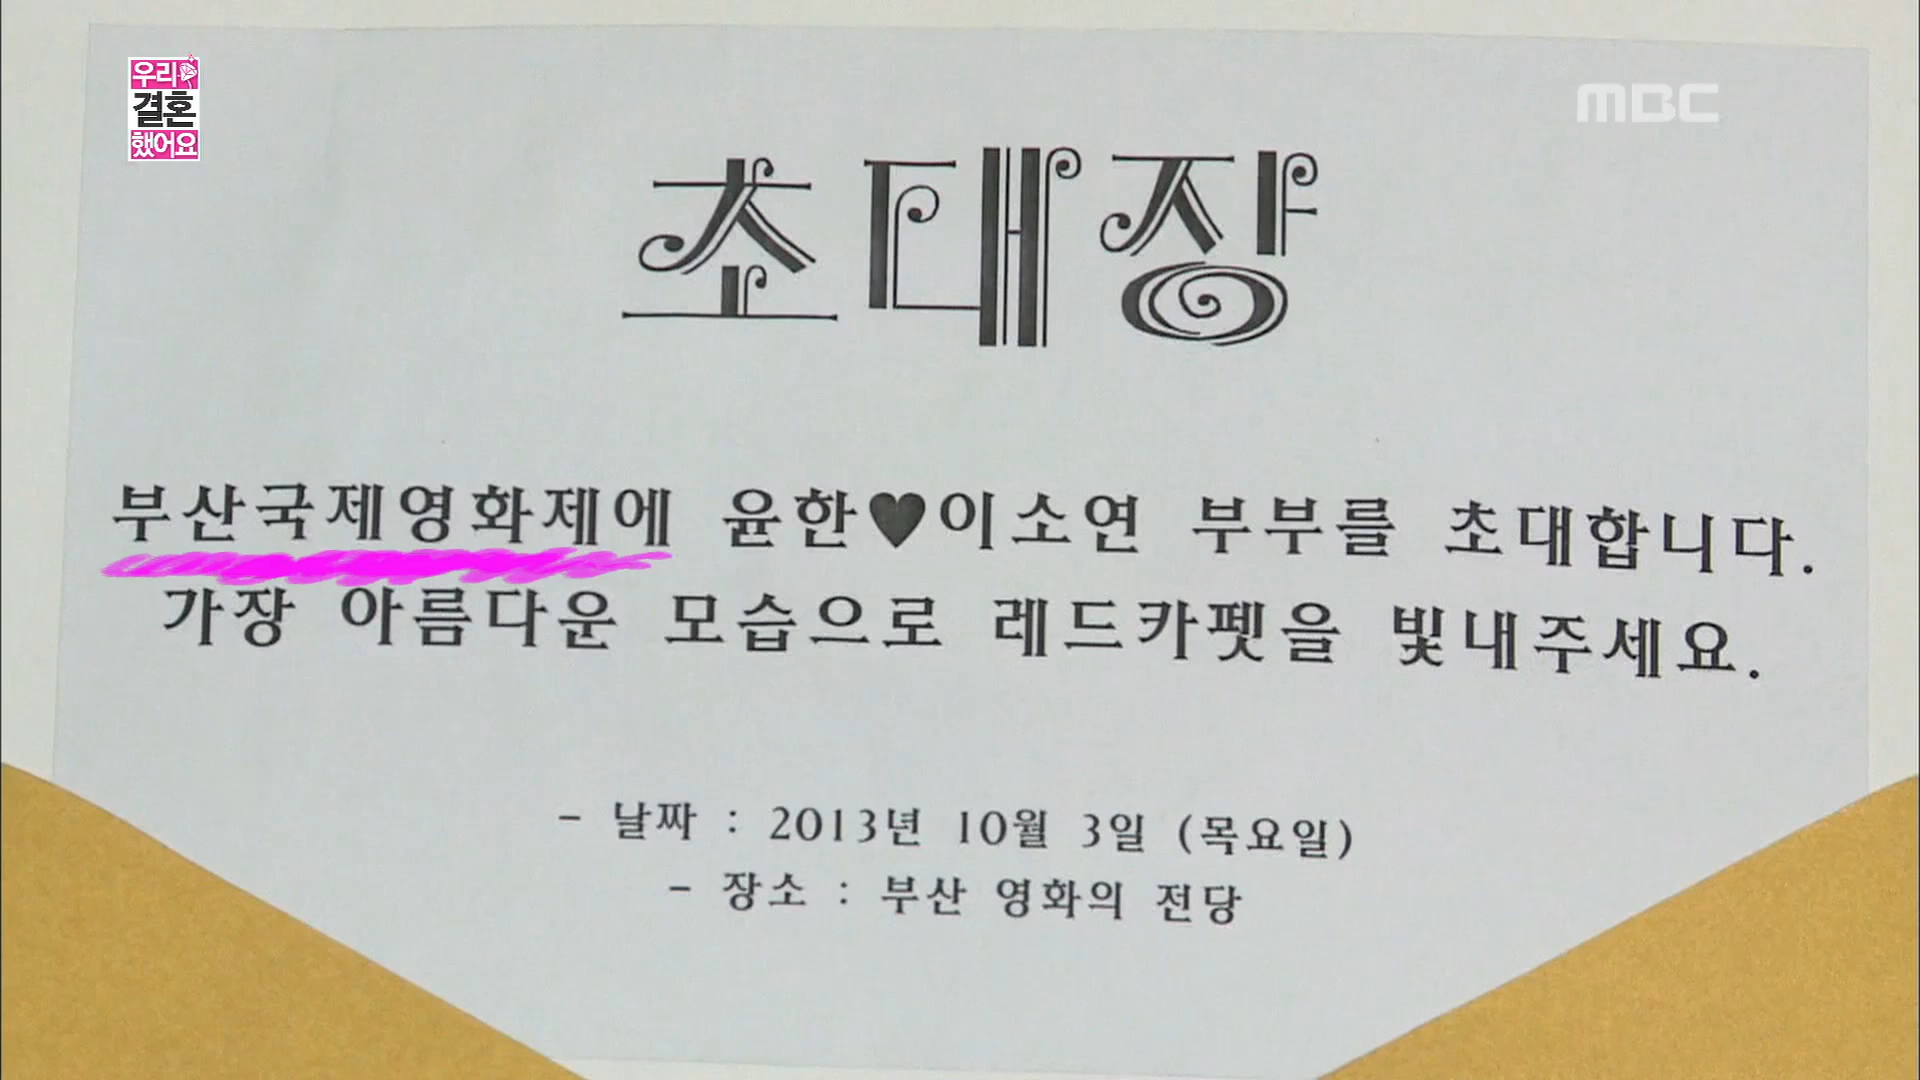 우리
결혼
했어요
MBC
초대장
부산국제영화제에 윤한♥이소연 부부를 초대합니다.
가장 아름다운 모습으로 레드카펫을 빛내주세요.
- 날짜 : 2013년 10월 3일 (목요일)
- 장소 : 부산 영화의 전당